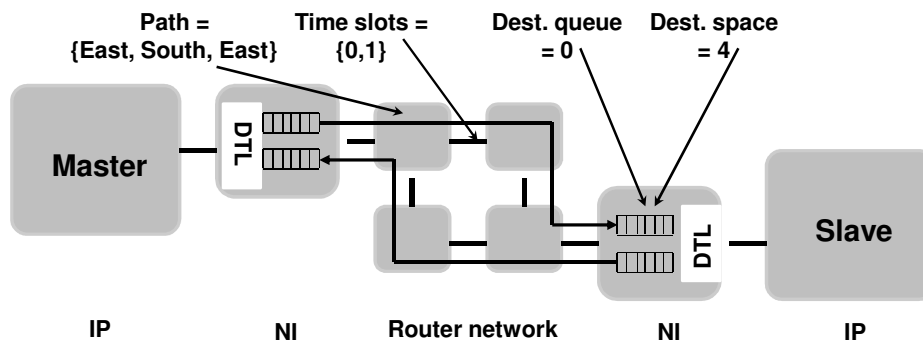 Path =
{East, South, East}
Time slots =
{0,1}
Dest. queue
= 0
Dest. space
= 4
Master
DTL
DTL
Slave
IP
NI
Router network
NI
IP